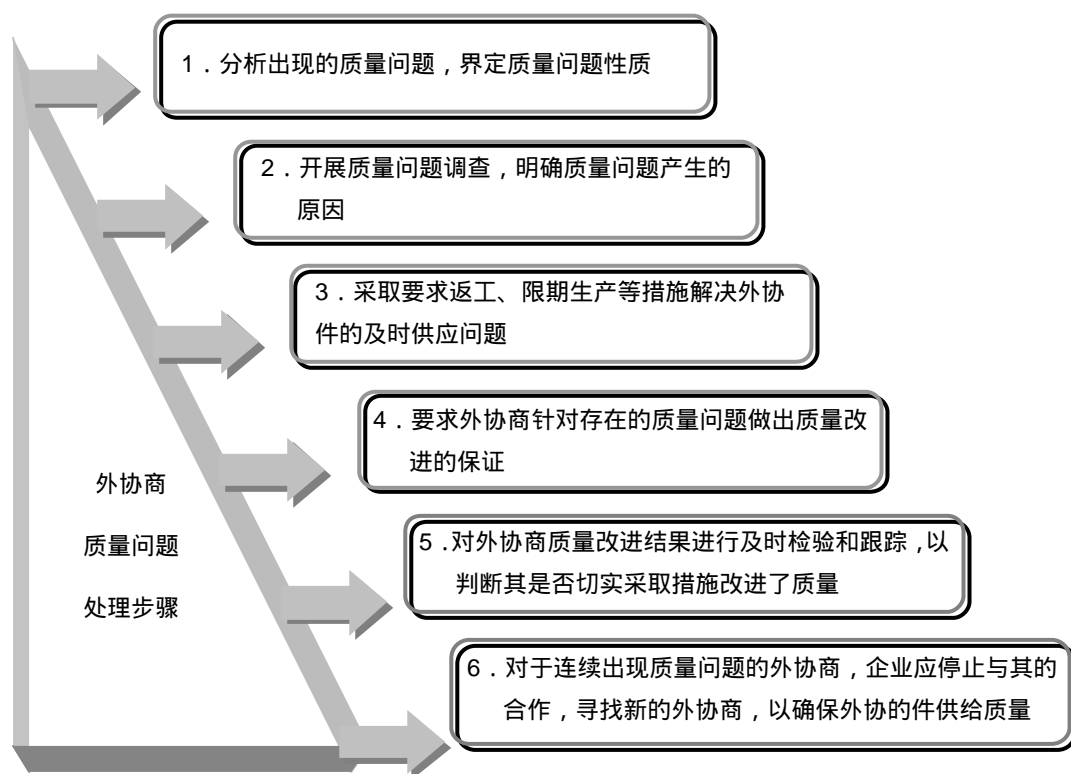 1．分析出现的质量问题，界定质量问题性质
2．开展质量问题调查，明确质量问题产生的
原因
3．采取要求返工、限期生产等措施解决外协
件的及时供应问题
4．要求外协商针对存在的质量问题做出质量改
进的保证
5．对外协商质量改进结果进行及时检验和跟踪，以
判断其是否切实采取措施改进了质量
6．对于连续出现质量问题的外协商，企业应停止与其的
合作，寻找新的外协商，以确保外协的件供给质量
外协商
质量问题
处理步骤